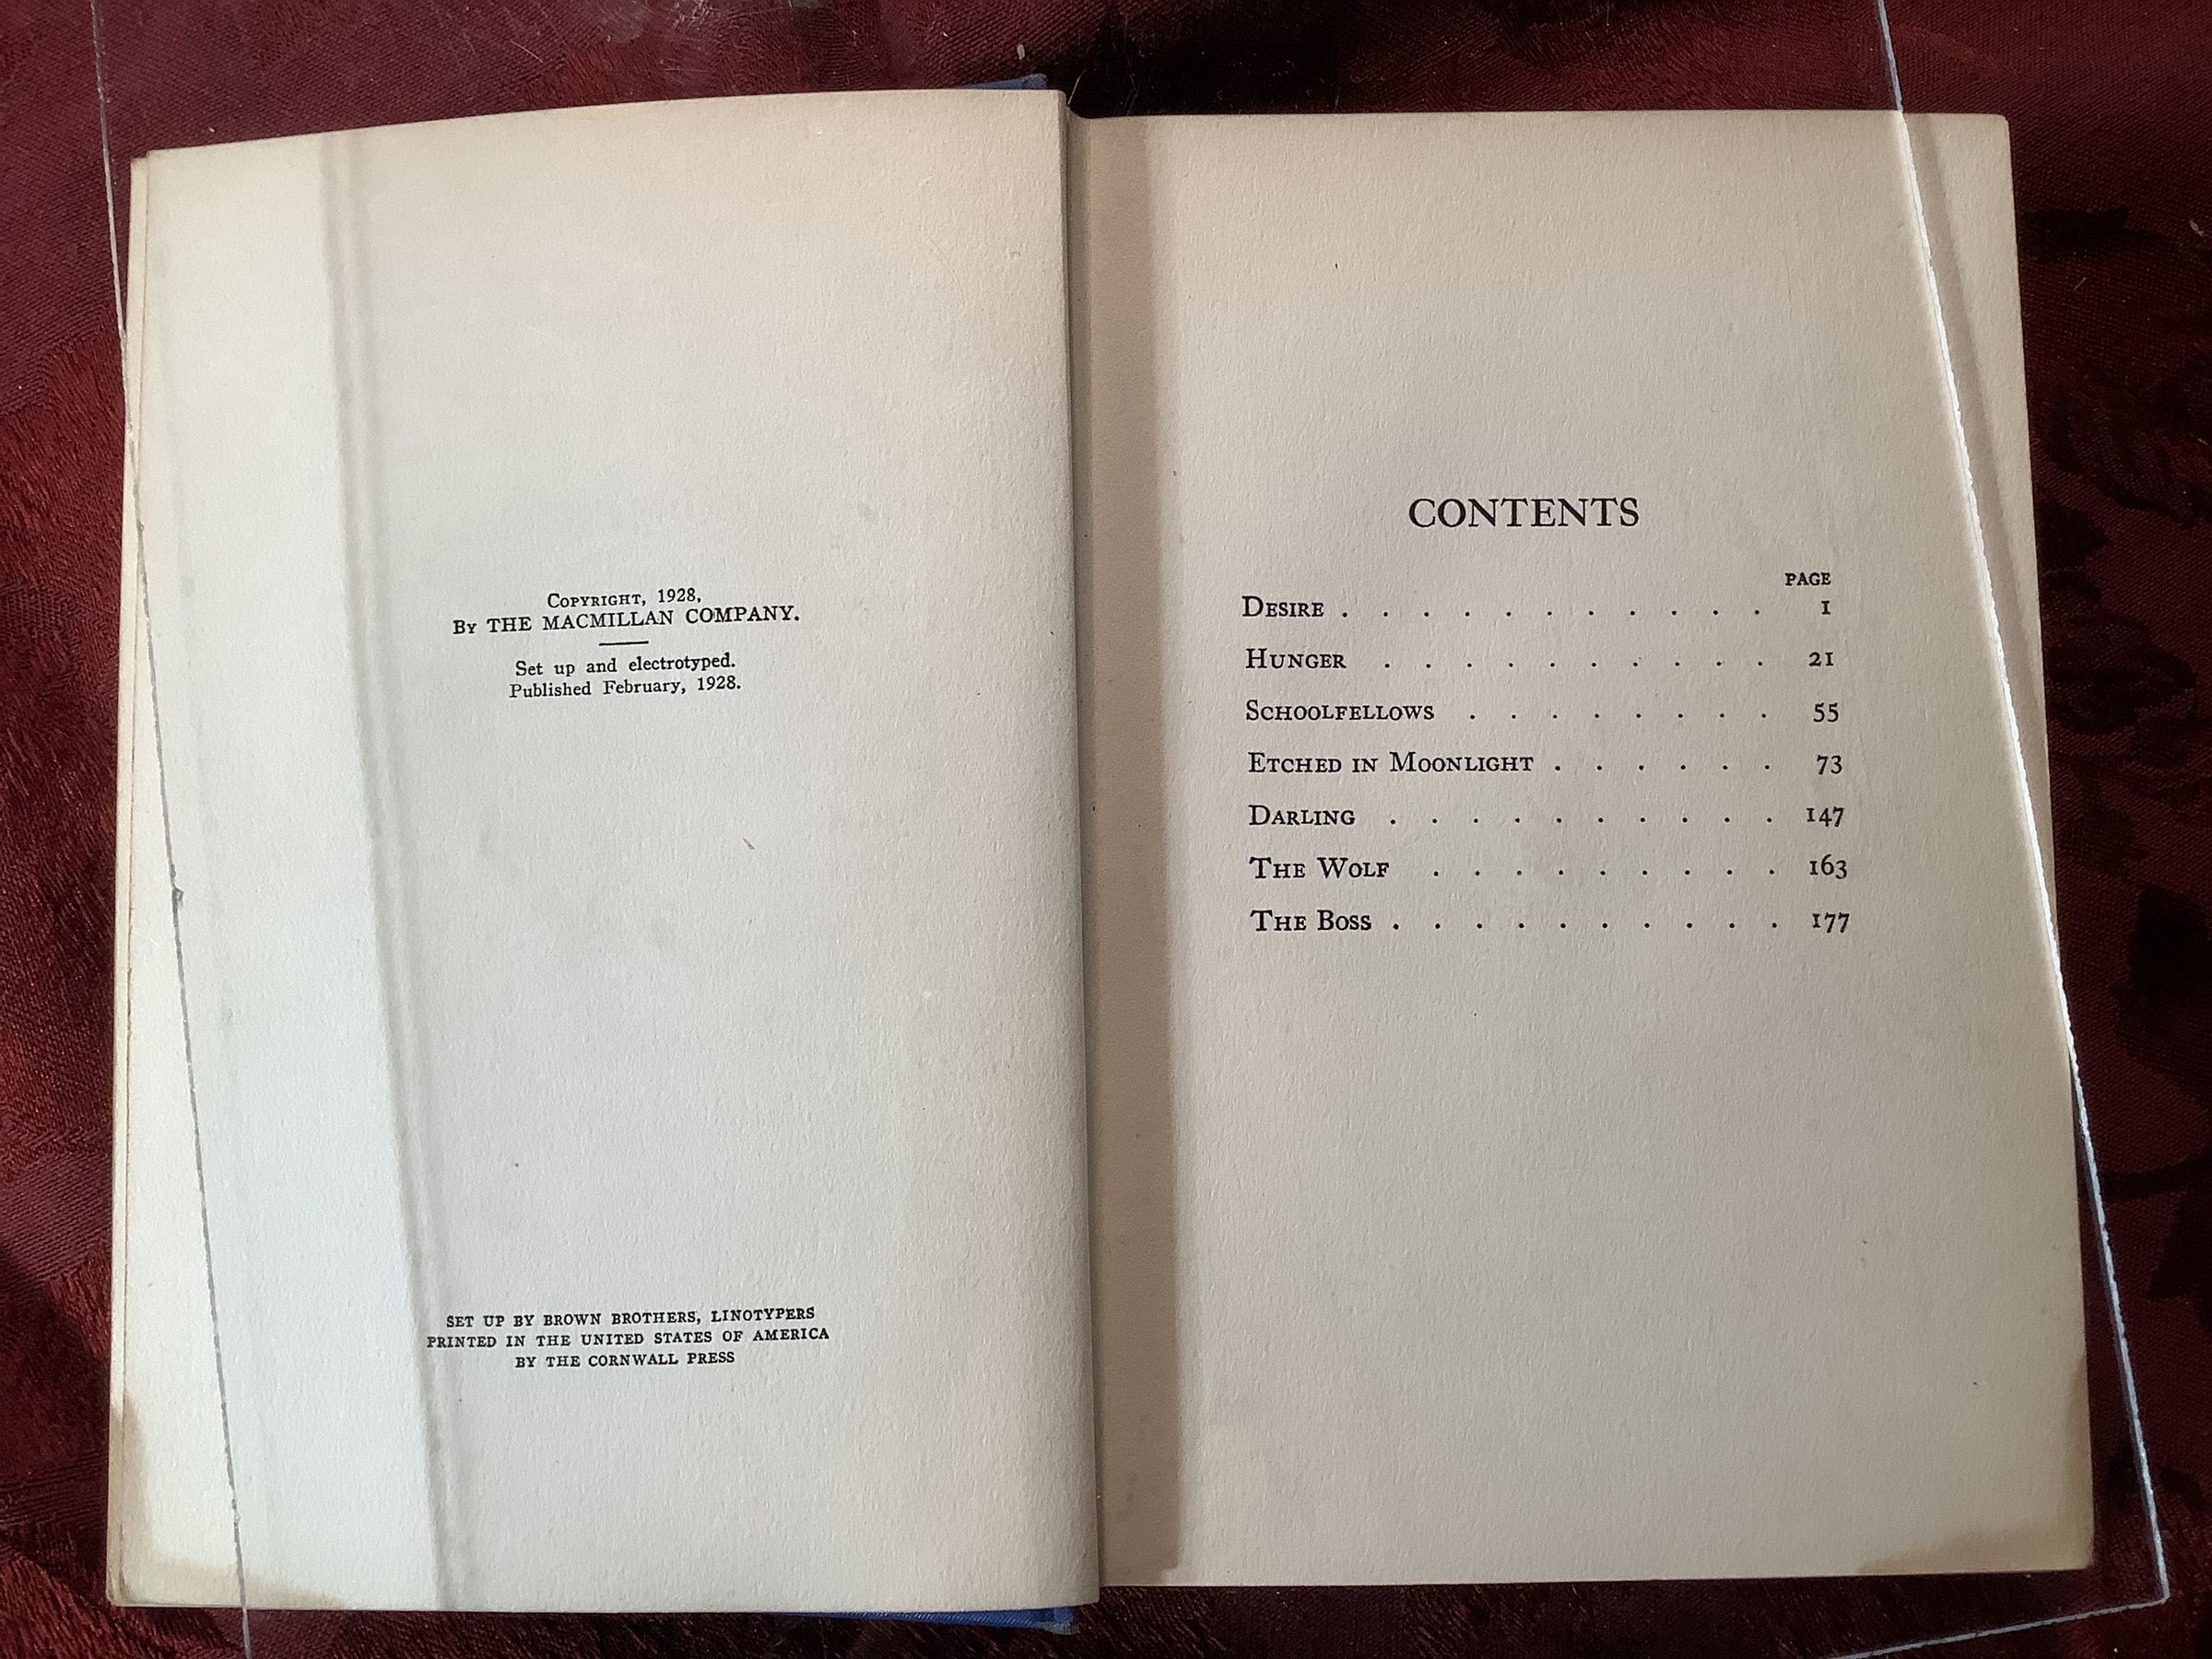 Copyright, 1928,
By THE MACMILLAN COMPANY.
Set up and electrotyped.
Published February, 1928.
SET UP BY BROWN BROTHERS, LINOTYPERS
PRINTED IN THE UNITED STATES OF AMERICA
BY THE CORNWALL PRESS
CONTENTS
PAGE
Desire . . . . . . . . . . . 1
Hunger . . . . . . . . . . 21
Schoolfellows . . . . . . . . 55
Etched in Moonlight . . . . . . 73
Darling . . . . . . . . . . 147
The Wolf . . . . . . . . . 163
The Boss . . . . . . . . . . 177